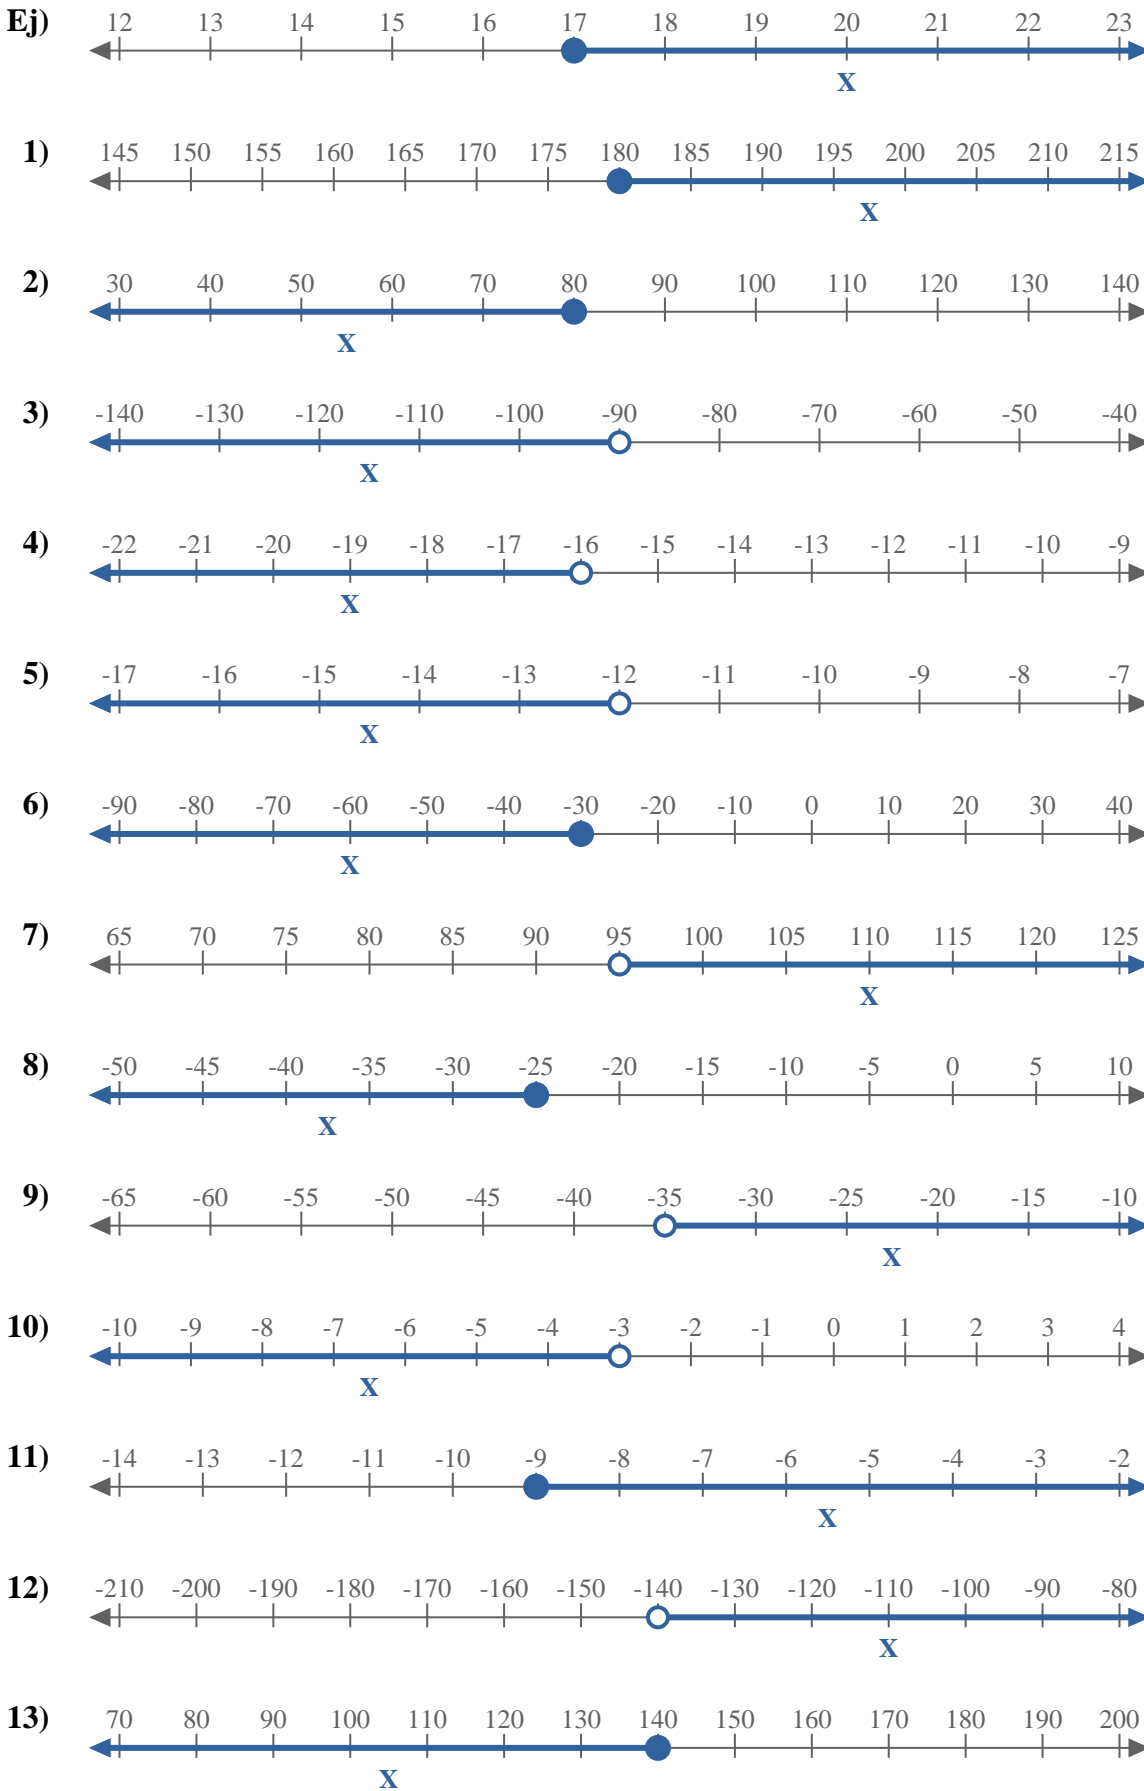 Ej) 12 13 14 15 16 17 18 19 20 21 22 23
X
1) 145 150 155 160 165 170 175 180 185 190 195 200 205 210 215
X
2) 30 40 50 60 70 80 90 100 110 120 130 140
X
3) -140 -130 -120 -110 -100 -90 -80 -70 -60 -50 -40
X
4) -22 -21 -20 -19 -18 -17 -16 -15 -14 -13 -12 -11 -10 -9
X
5) -17 -16 -15 -14 -13 -12 -11 -10 -9 -8 -7
X
6) -90 -80 -70 -60 -50 -40 -30 -20 -10 0 10 20 30 40
X
7) 65 70 75 80 85 90 95 100 105 110 115 120 125
X
8) -50 -45 -40 -35 -30 -25 -20 -15 -10 -5 0 5 10
X
9) -65 -60 -55 -50 -45 -40 -35 -30 -25 -20 -15 -10
X
10) -10 -9 -8 -7 -6 -5 -4 -3 -2 -1 0 1 2 3 4
X
11) -14 -13 -12 -11 -10 -9 -8 -7 -6 -5 -4 -3 -2
X
12) -210 -200 -190 -180 -170 -160 -150 -140 -130 -120 -110 -100 -90 -80
X
13) 70 80 90 100 110 120 130 140 150 160 170 180 190 200
X